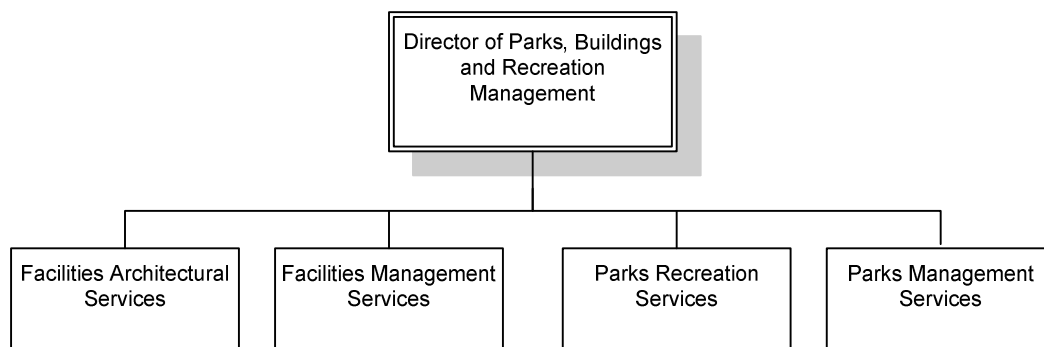 Director of Parks, Buildings
and Recreation
Management
Facilities Architectural
Services
Facilities Management
Services
Parks Recreation
Services
Parks Management
Services